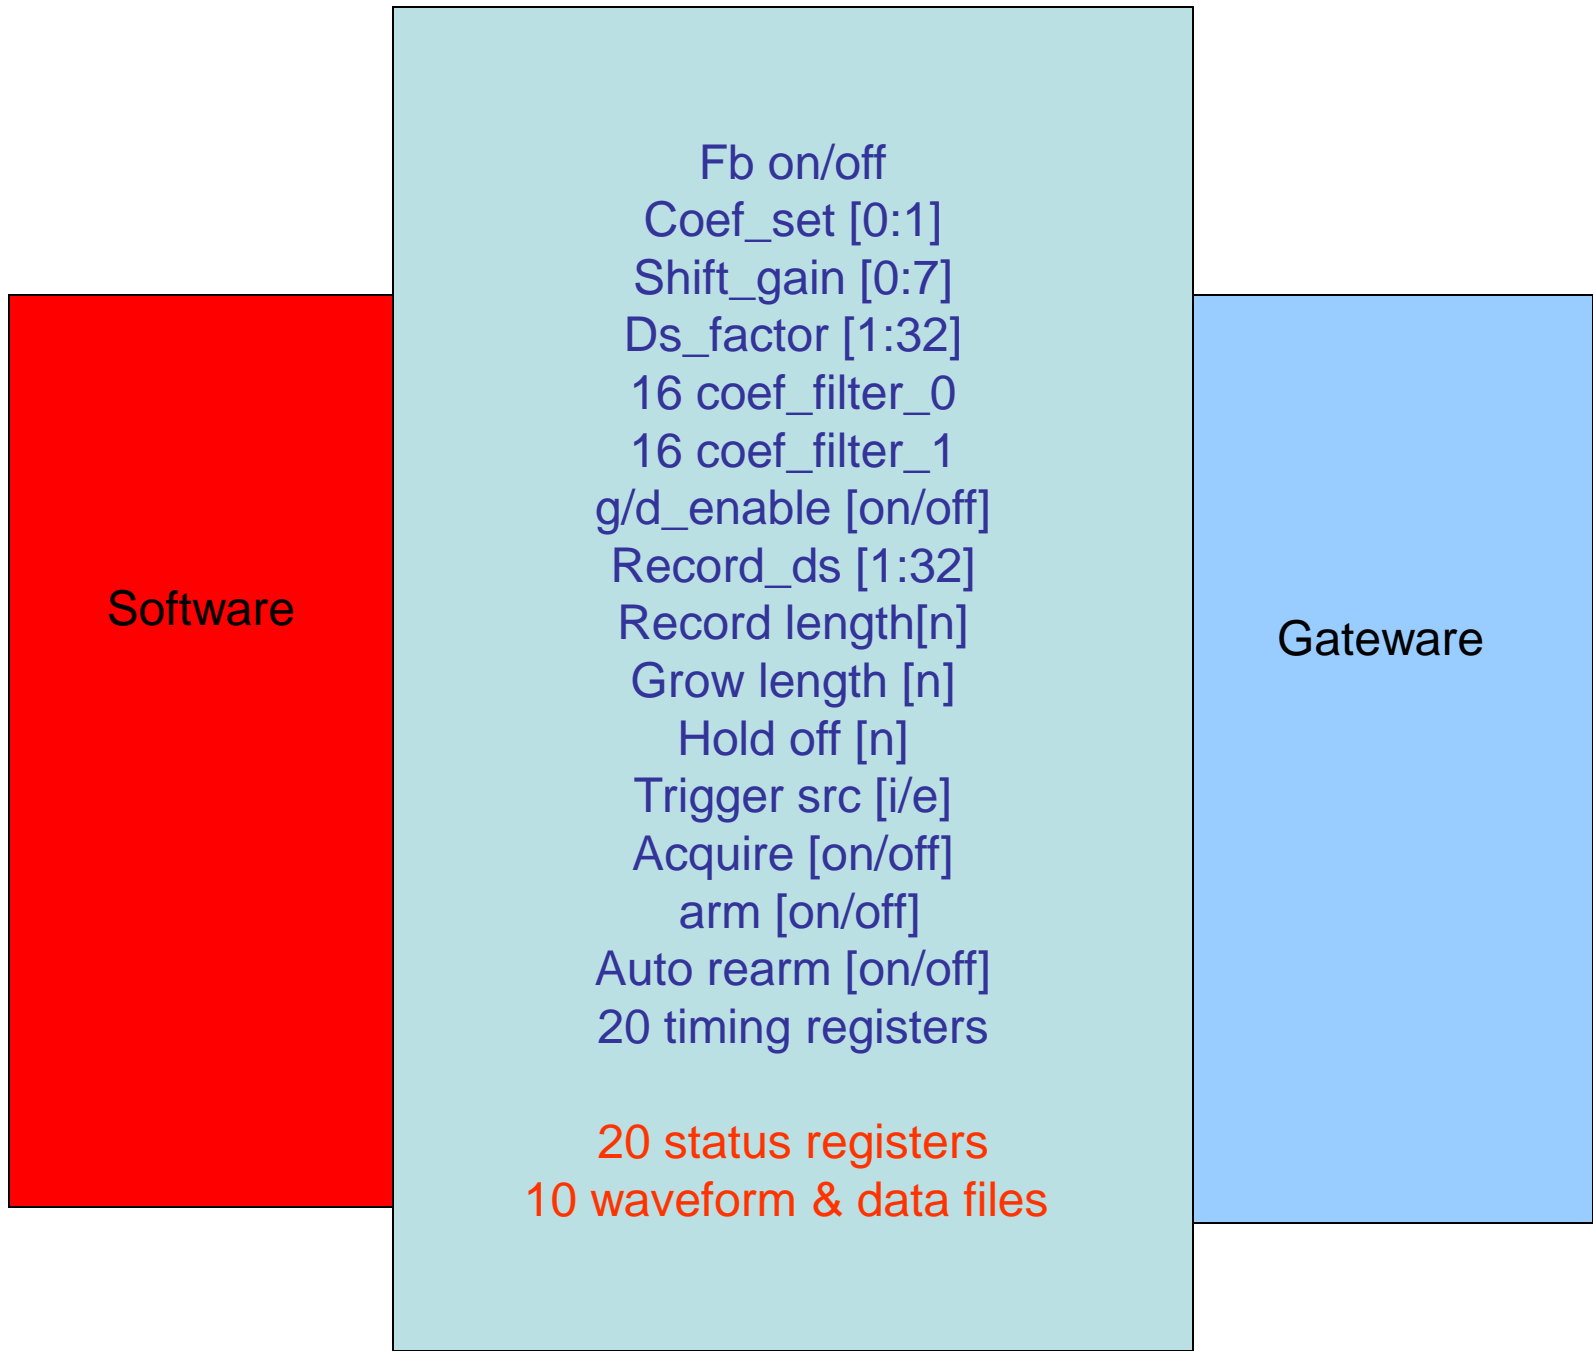 Software
Fb on/off
Coef_set [0:1]
Shift_gain [0:7]
Ds_factor [1:32]
16 coef_filter_0
16 coef_filter_1
g/d_enable [on/off]
Record_ds [1:32]
Record length[n]
Grow length [n]
Hold off [n]
Trigger src [i/e]
Acquire [on/off]
arm [on/off]
Auto rearm [on/off]
20 timing registers
20 status registers
10 waveform & data files
Gateware